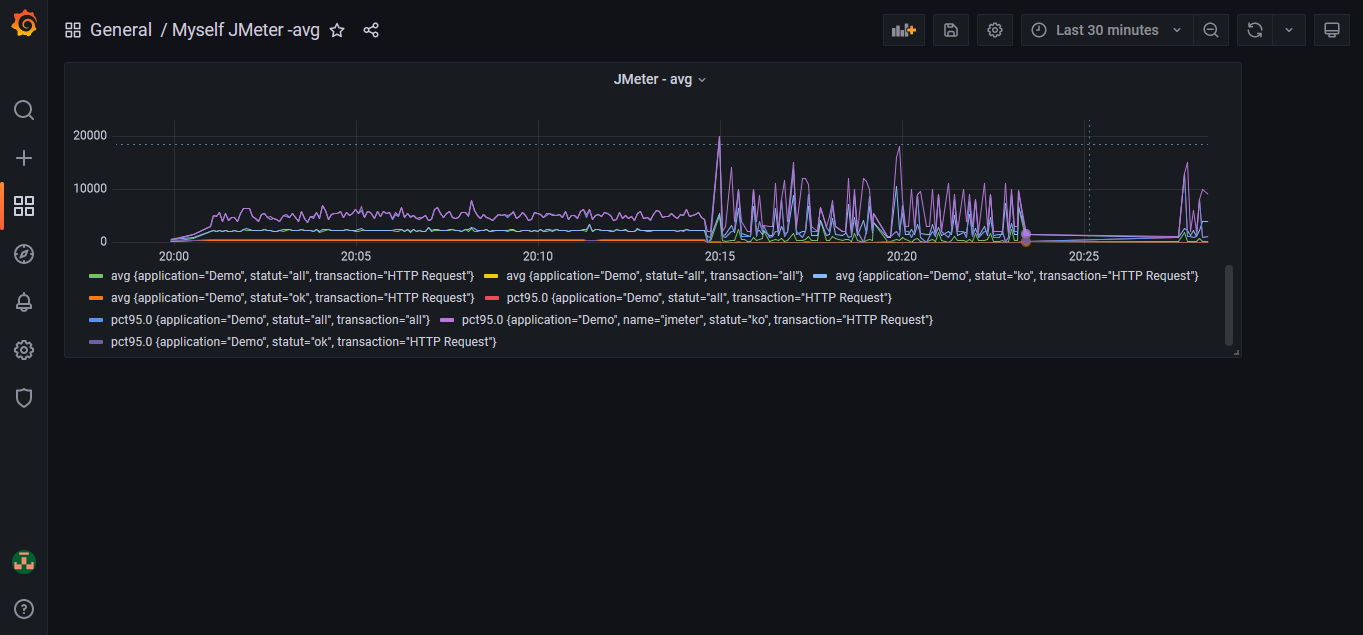 General / Myself JMeter -avg
Last 30 minutes
JMeter - avg
20000
10000
0
20:00 20:05 20:10 20:15 20:20 20:25
avg {application="Demo", statut="all", transaction="HTTP Request"} avg {application="Demo", statut="all", transaction="all"} avg {application="Demo", statut="ko", transaction="HTTP Request"}
avg {application="Demo", statut="ok", transaction="HTTP Request"} pct95.0 {application="Demo", statut="all", transaction="HTTP Request"}
pct95.0 {application="Demo", statut="all", transaction="all"} pct95.0 {application="Demo", name="jmeter", statut="ko", transaction="HTTP Request"}
pct95.0 {application="Demo", statut="ok", transaction="HTTP Request"}